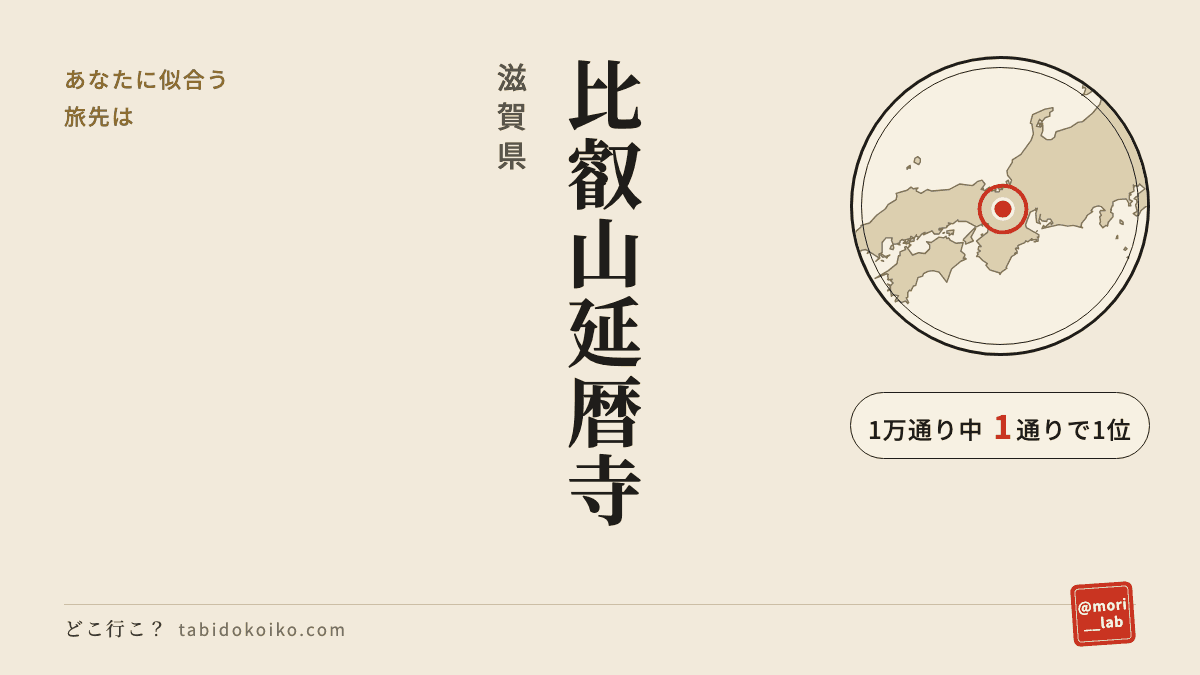 あなたに似合う
旅先は
比叡山延暦寺
滋賀県
1万通り中 1通りで1位
どこ行こ？ tabidokoiko.com
@mori
__lab